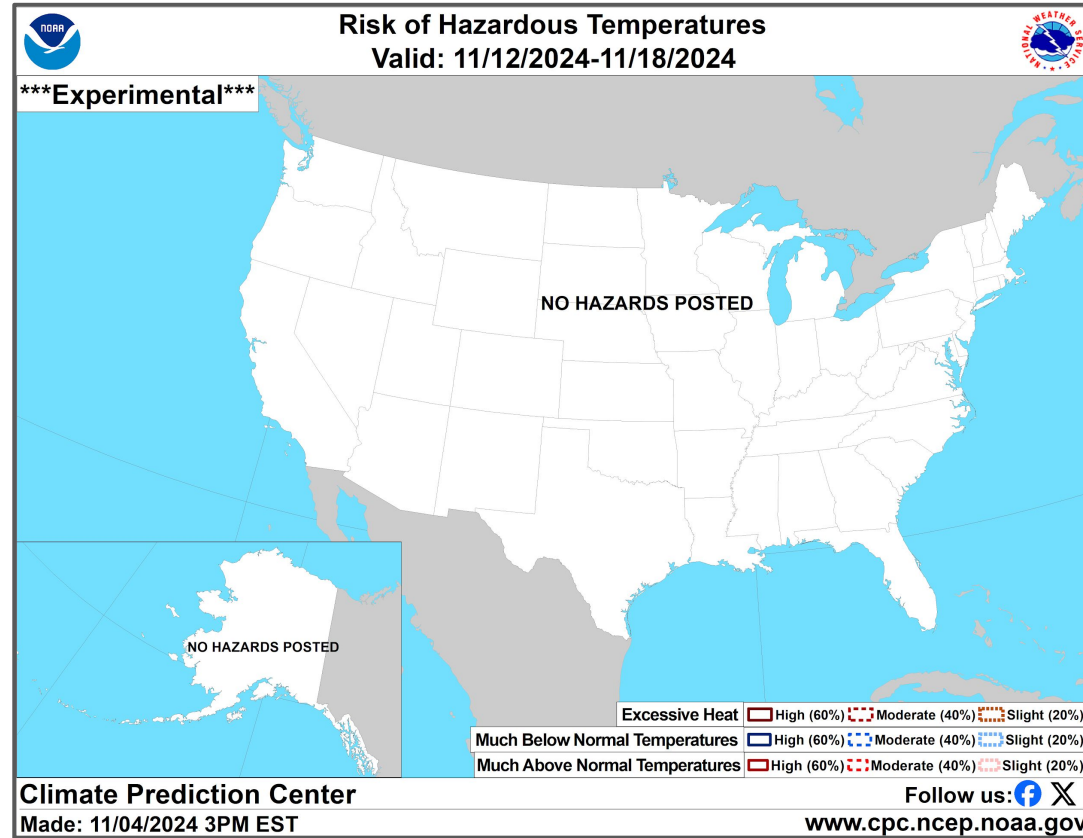 NOAA
Risk of Hazardous Temperatures
Valid: 11/12/2024-11/18/2024
NATIONAL WEATHER SERVICE
***Experimental***
NO HAZARDS POSTED
NO HAZARDS POSTED
Excessive Heat High (60%) Moderate (40%) Slight (20%)
Much Below Normal Temperatures High (60%) Moderate (40%) Slight (20%)
Much Above Normal Temperatures High (60%) Moderate (40%) Slight (20%)
Climate Prediction Center
Follow us:
Made: 11/04/2024 3PM EST
www.cpc.ncep.noaa.gov